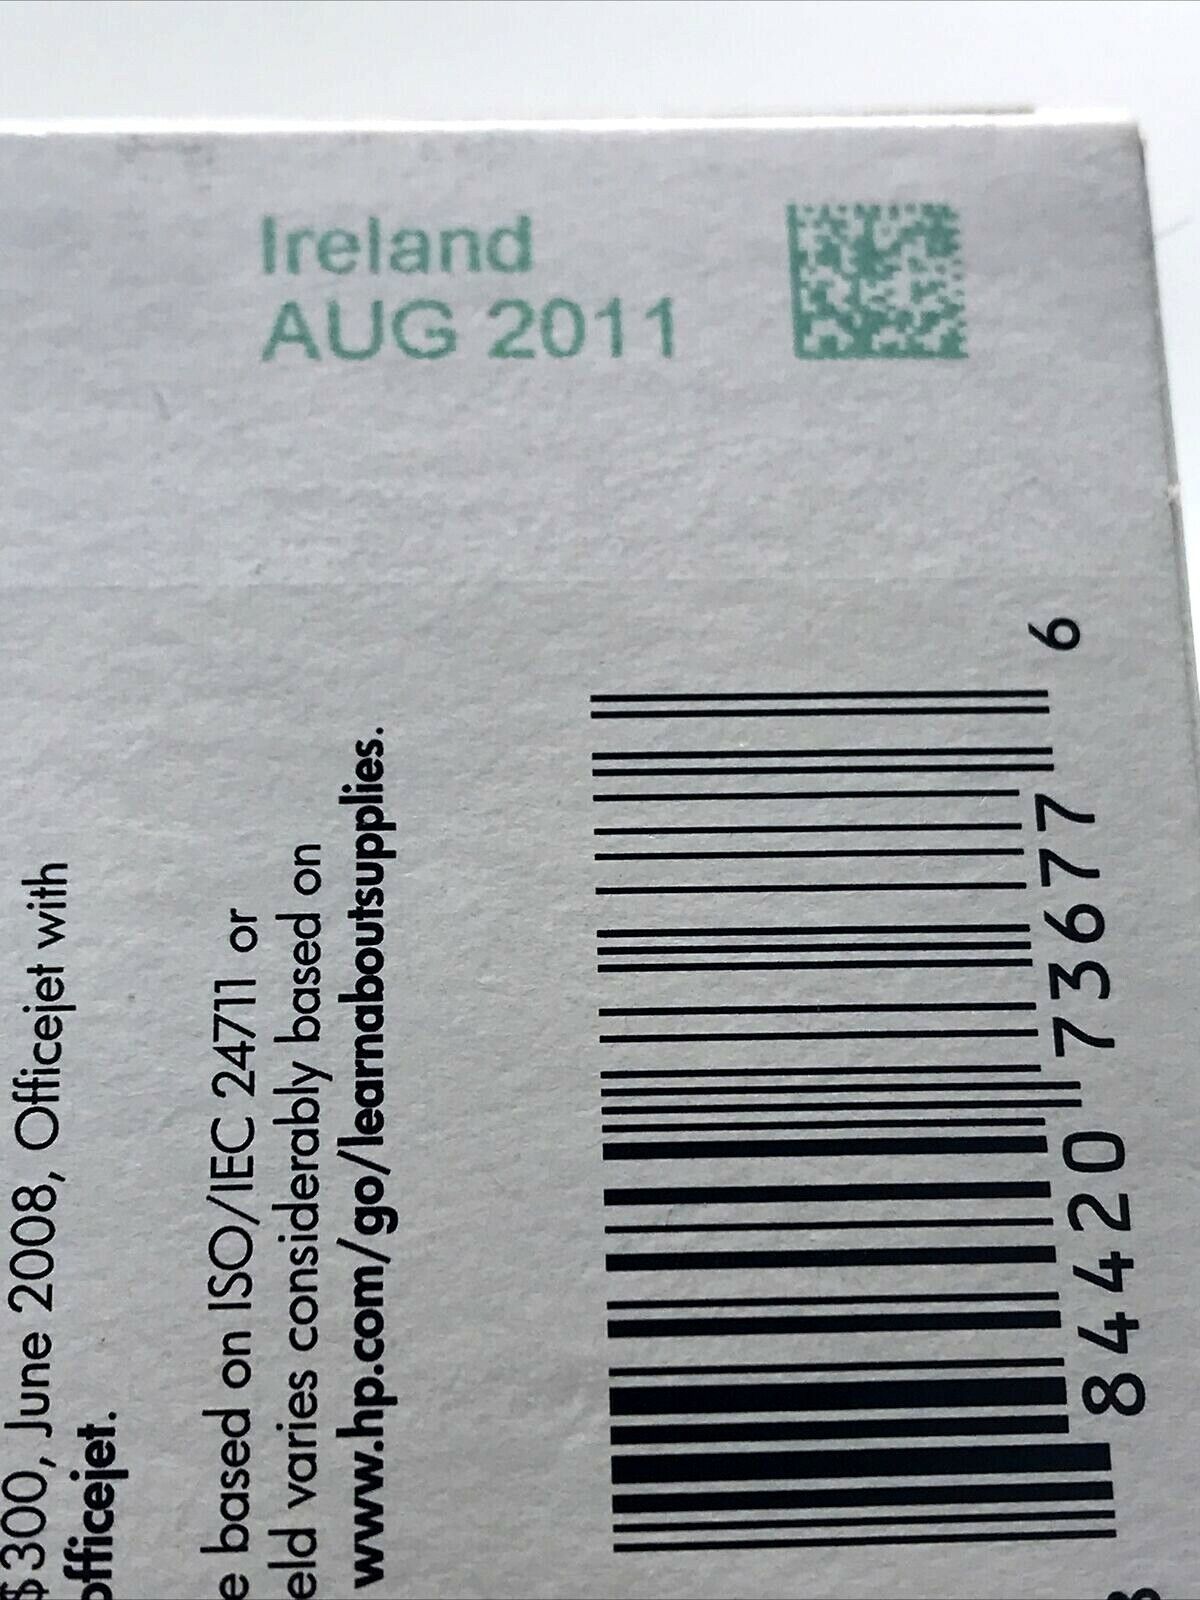 Ireland
AUG 2011
$300, June 2008, Officejet with
officejet.
e based on ISO/IEC 24711 or
eld varies considerably based on
www.hp.com/go/learnaboutsupplies.
84420 73677 6